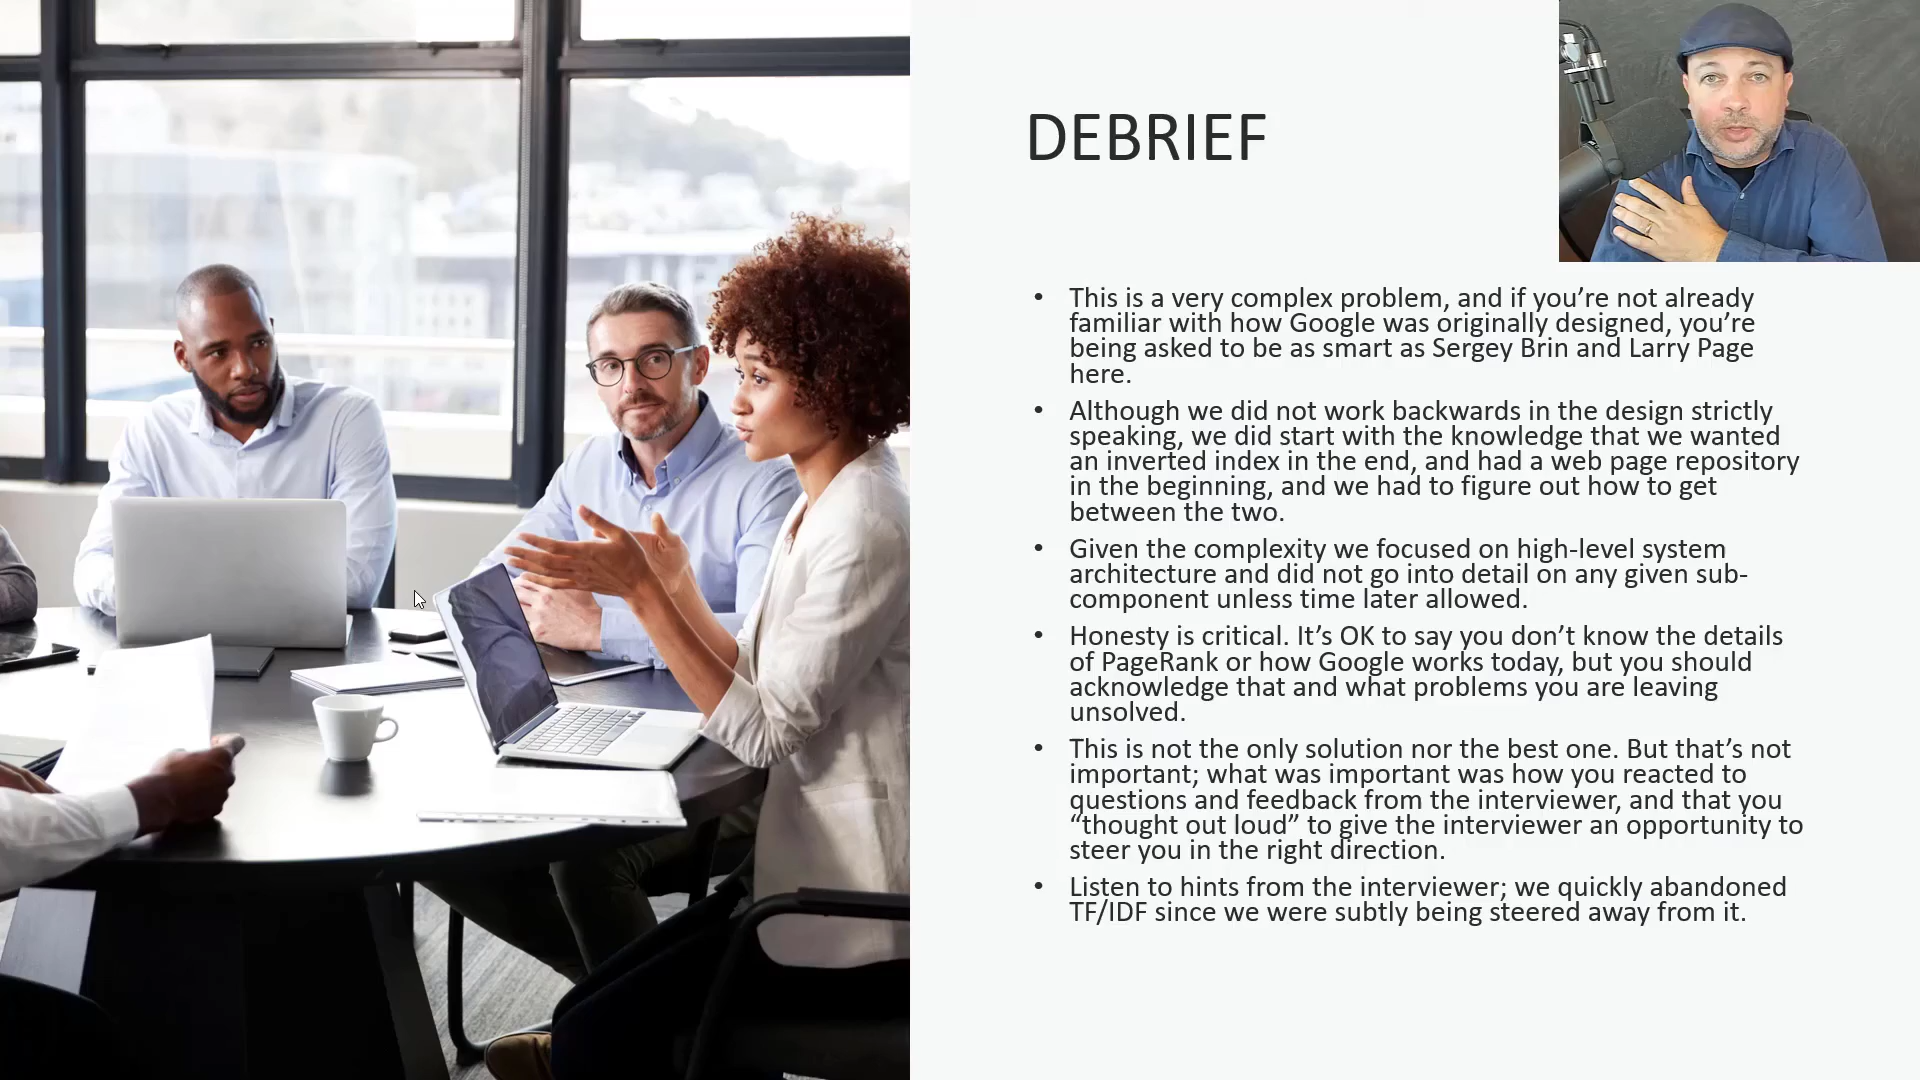 DEBRIEF
• This is a very complex problem, and if you’re not already
familiar with how Google was originally designed, you’re
being asked to be as smart as Sergey Brin and Larry Page
here.
• Although we did not work backwards in the design strictly
speaking, we did start with the knowledge that we wanted
an inverted index in the end, and had a web page repository
in the beginning, and we had to figure out how to get
between the two.
• Given the complexity we focused on high-level system
architecture and did not go into detail on any given sub-
component unless time later allowed.
• Honesty is critical. It’s OK to say you don’t know the details
of PageRank or how Google works today, but you should
acknowledge that and what problems you are leaving
unsolved.
• This is not the only solution nor the best one. But that’s not
important; what was important was how you reacted to
questions and feedback from the interviewer, and that you
“thought out loud” to give the interviewer an opportunity to
steer you in the right direction.
• Listen to hints from the interviewer; we quickly abandoned
TF/IDF since we were subtly being steered away from it.